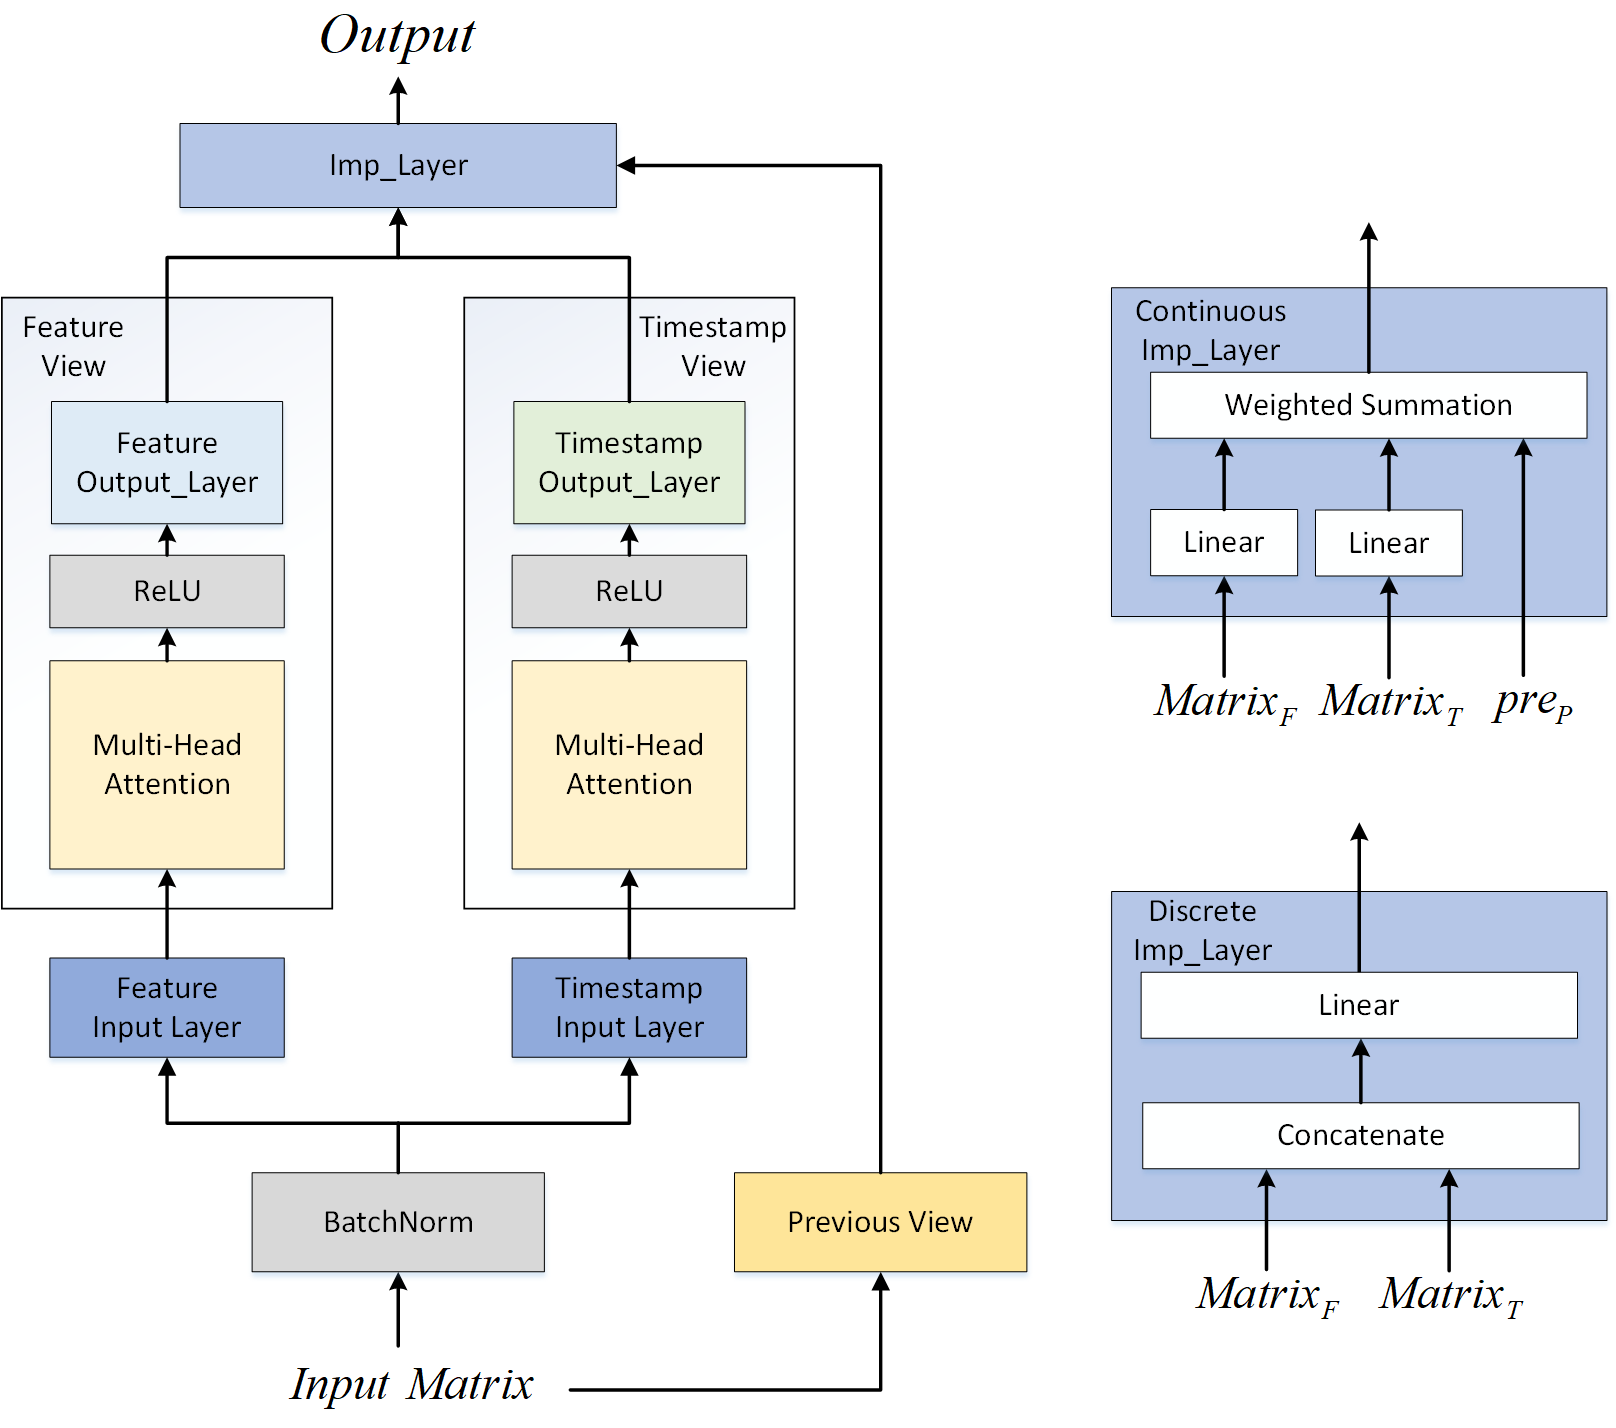 Output
Imp_Layer
Feature
View
Feature
Output_Layer
ReLU
Multi-Head
Attention
Feature
Input Layer
Timestamp
View
Timestamp
Output_Layer
ReLU
Multi-Head
Attention
Timestamp
Input Layer
BatchNorm
Previous View
Input Matrix
Continuous
Imp_Layer
Weighted Summation
Linear
Linear
Matrix_F
Matrix_T
pre_P
Discrete
Imp_Layer
Linear
Concatenate
Matrix_F
Matrix_T